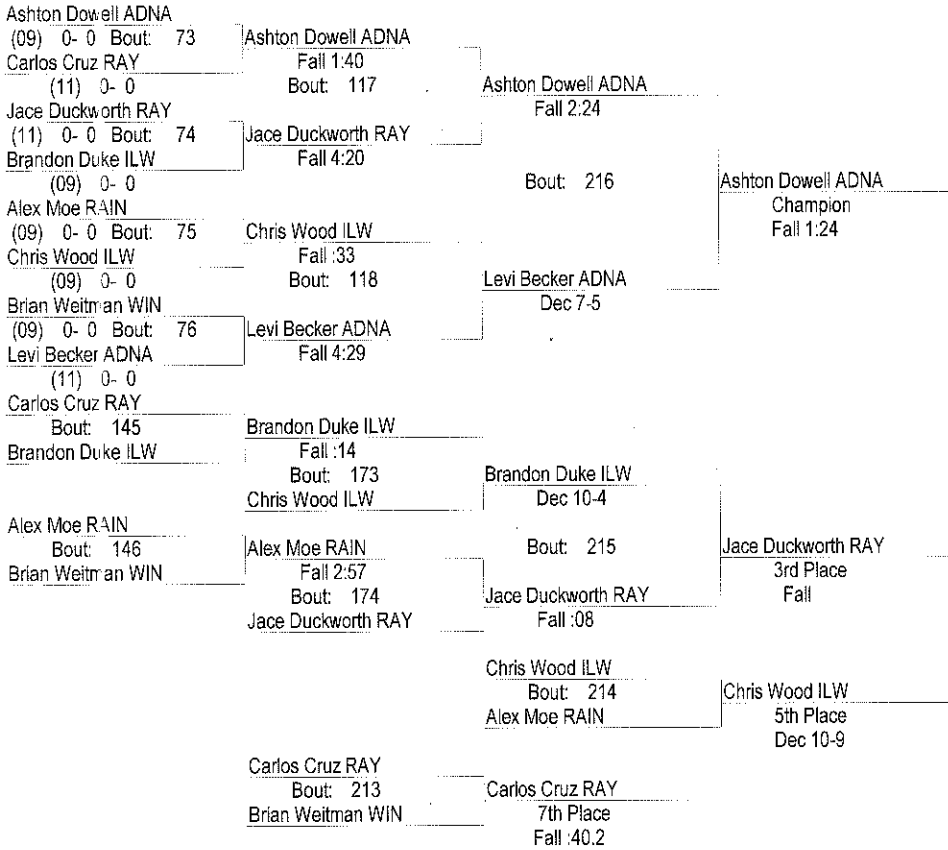 Ashton Dowell ADNA
(09) 0- 0 Bout: 73
Carlos Cruz RAY
(11) 0- 0
Jace Duckworth RAY
(11) 0- 0 Bout: 74
Brandon Duke ILW
(09) 0- 0
Alex Moe RAIN
(09) 0- 0 Bout: 75
Chris Wood ILW
(09) 0- 0
Brian Weitman WIN
(09) 0- 0 Bout: 76
Levi Becker ADNA
(11) 0- 0
Ashton Dowell ADNA
Fall 1:40
Bout: 117
Jace Duckworth RAY
Fall 4:20
Chris Wood ILW
Fall :33
Bout: 118
Levi Becker ADNA
Fall 4:29
Ashton Dowell ADNA
Fall 2:24
Bout: 216
Levi Becker ADNA
Dec 7-5
Ashton Dowell ADNA
Champion
Fall 1:24
Carlos Cruz RAY
Bout: 145
Brandon Duke ILW
Alex Moe RAIN
Bout: 146
Brian Weitman WIN
Brandon Duke ILW
Fall :14
Bout: 173
Chris Wood ILW
Alex Moe RAIN
Fall 2:57
Bout: 174
Jace Duckworth RAY
Brandon Duke ILW
Dec 10-4
Bout: 215
Jace Duckworth RAY
Fall :08
Jace Duckworth RAY
3rd Place
Fall
Chris Wood ILW
Bout: 214
Alex Moe RAIN
Chris Wood ILW
5th Place
Dec 10-9
Carlos Cruz RAY
Bout: 213
Brian Weitman WIN
Carlos Cruz RAY
7th Place
Fall :40.2